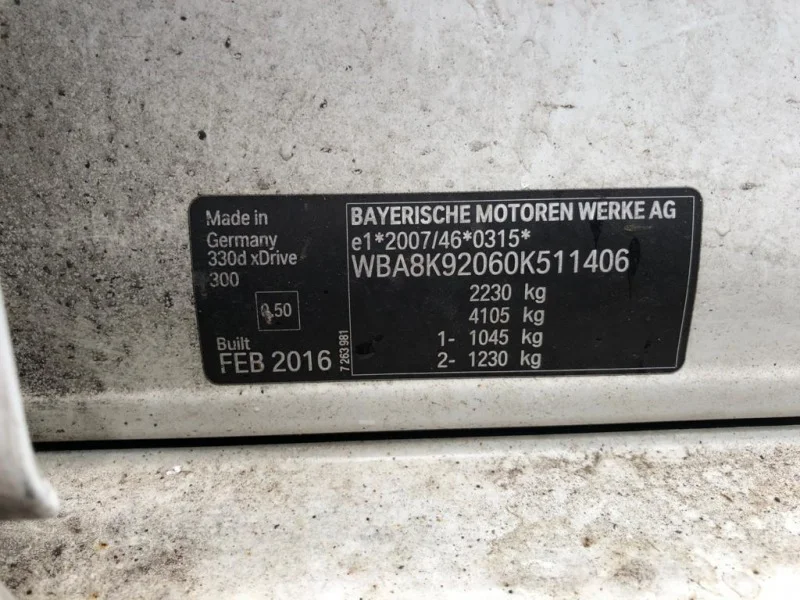 Made in
Germany
330d xDrive
300
0.50
Built
FEB 2016
7 263 981
BAYERISCHE MOTOREN WERKE AG
e1*2007/46*0315*
WBA8K92060K511406
2230 kg
4105 kg
1- 1045 kg
2- 1230 kg